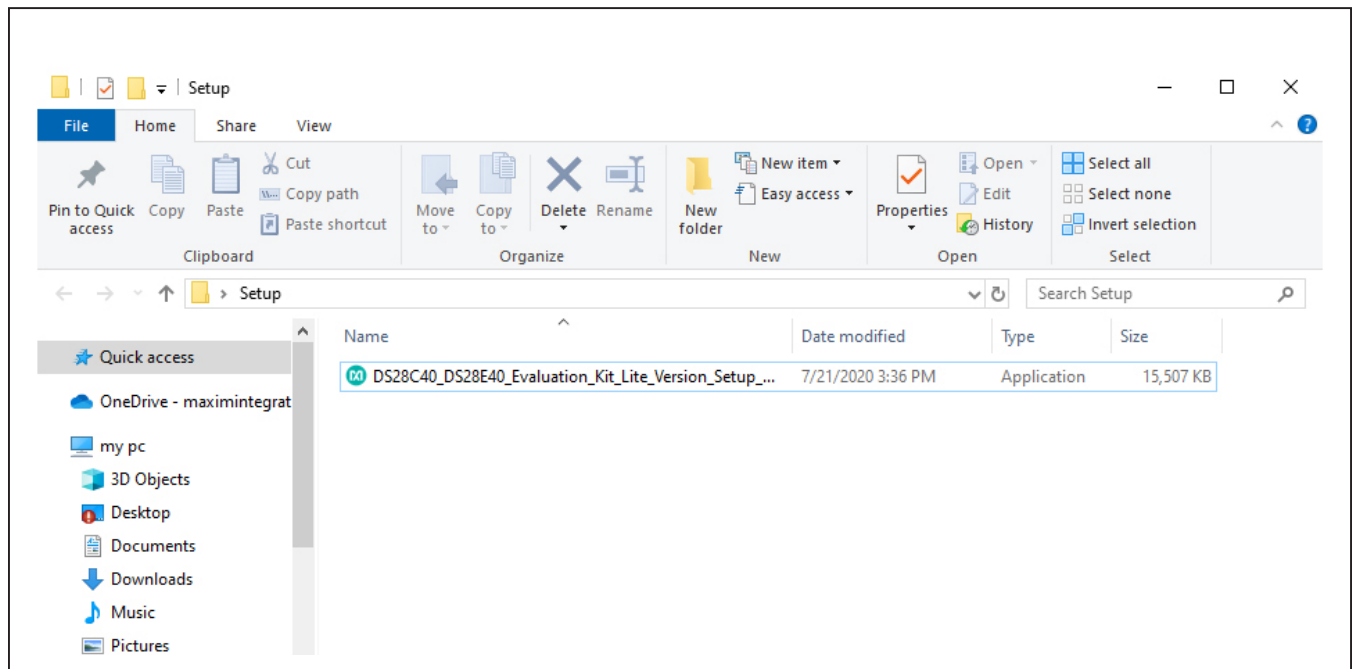 Setup
File Home Share View
Pin to Quick access
Copy
Paste
Cut
Copy path
Paste shortcut
Clipboard
Move to
Copy to
Delete
Rename
Organize
New folder
New item
Easy access
New
Properties
Open
Edit
History
Open
Select all
Select none
Invert selection
Select
Setup
Search Setup
Name Date modified Type Size
DS28C40_DS28E40_Evaluation_Kit_Lite_Version_Setup_... 7/21/2020 3:36 PM Application 15,507 KB
Quick access
OneDrive - maximintegrat
my pc
3D Objects
Desktop
Documents
Downloads
Music
Pictures